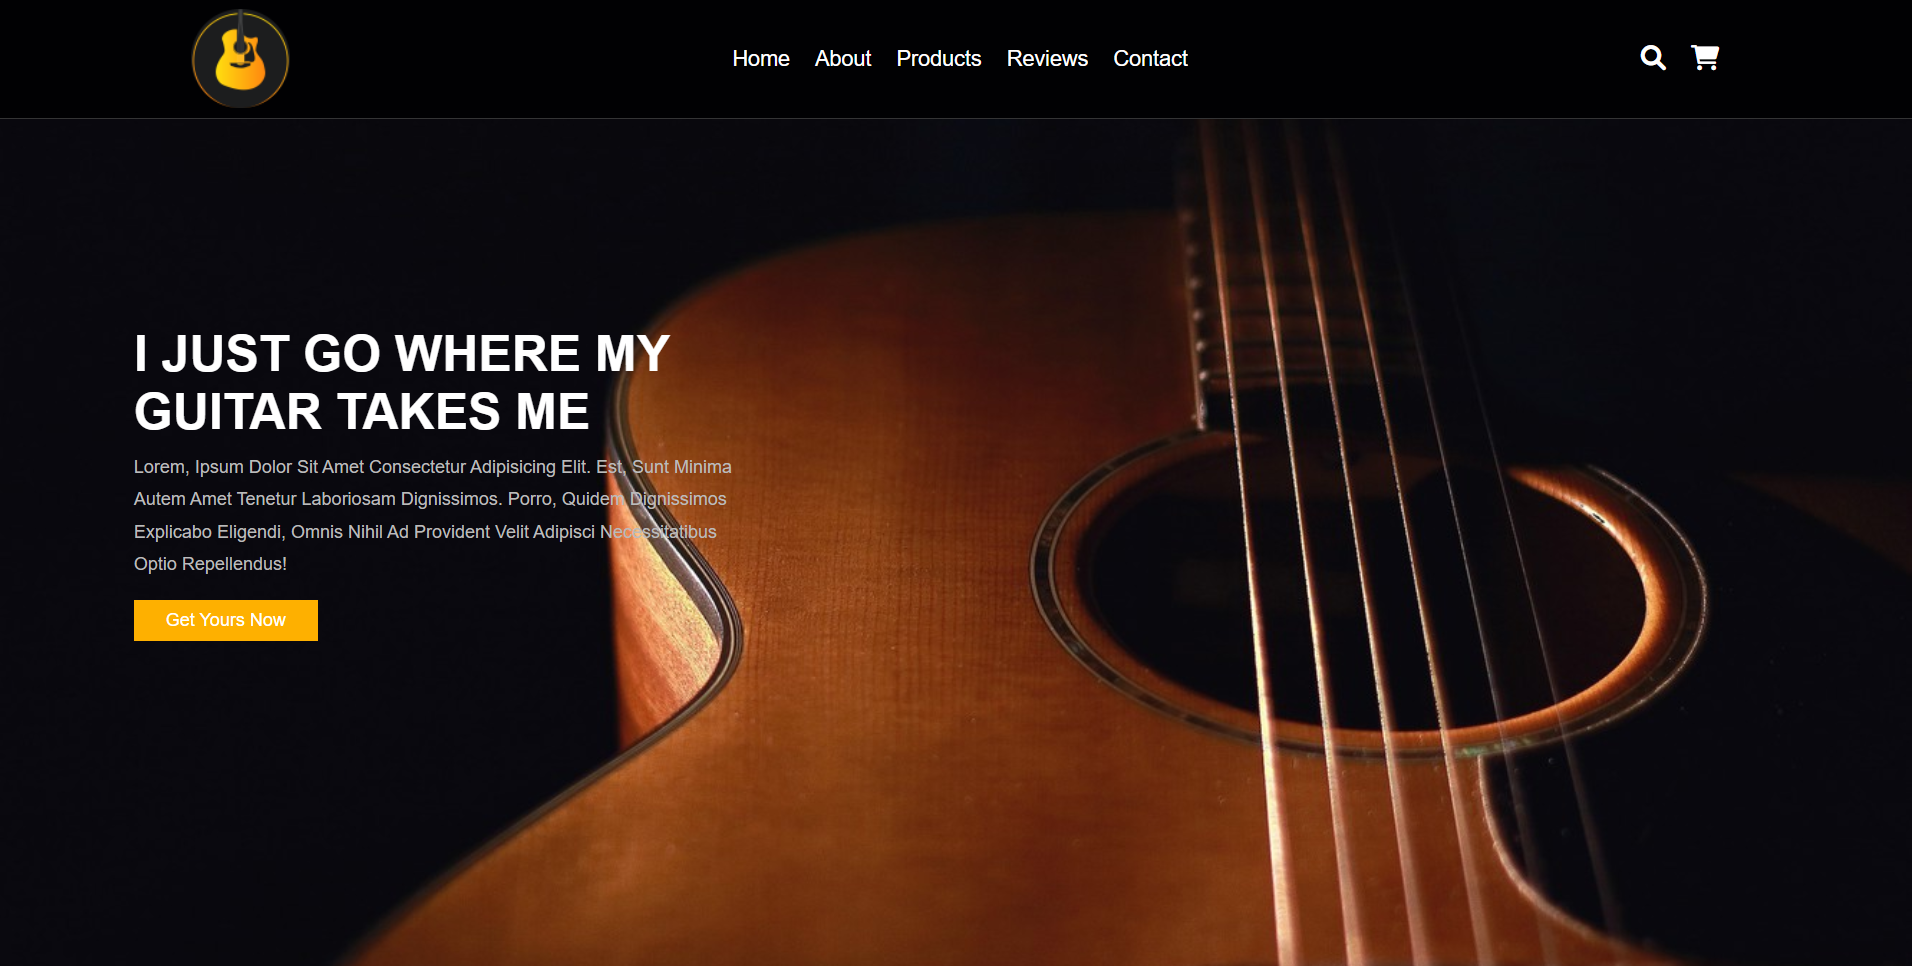 Home About Products Reviews Contact
I JUST GO WHERE MY
GUITAR TAKES ME
Lorem, Ipsum Dolor Sit Amet Consectetur Adipisicing Elit. Est, Sunt Minima
Autem Amet Tenetur Laboriosam Dignissimos. Porro, Quidem Dignissimos
Explicabo Eligendi, Omnis Nihil Ad Provident Velit Adipisci Necessitatibus
Optio Repellendus!
Get Yours Now